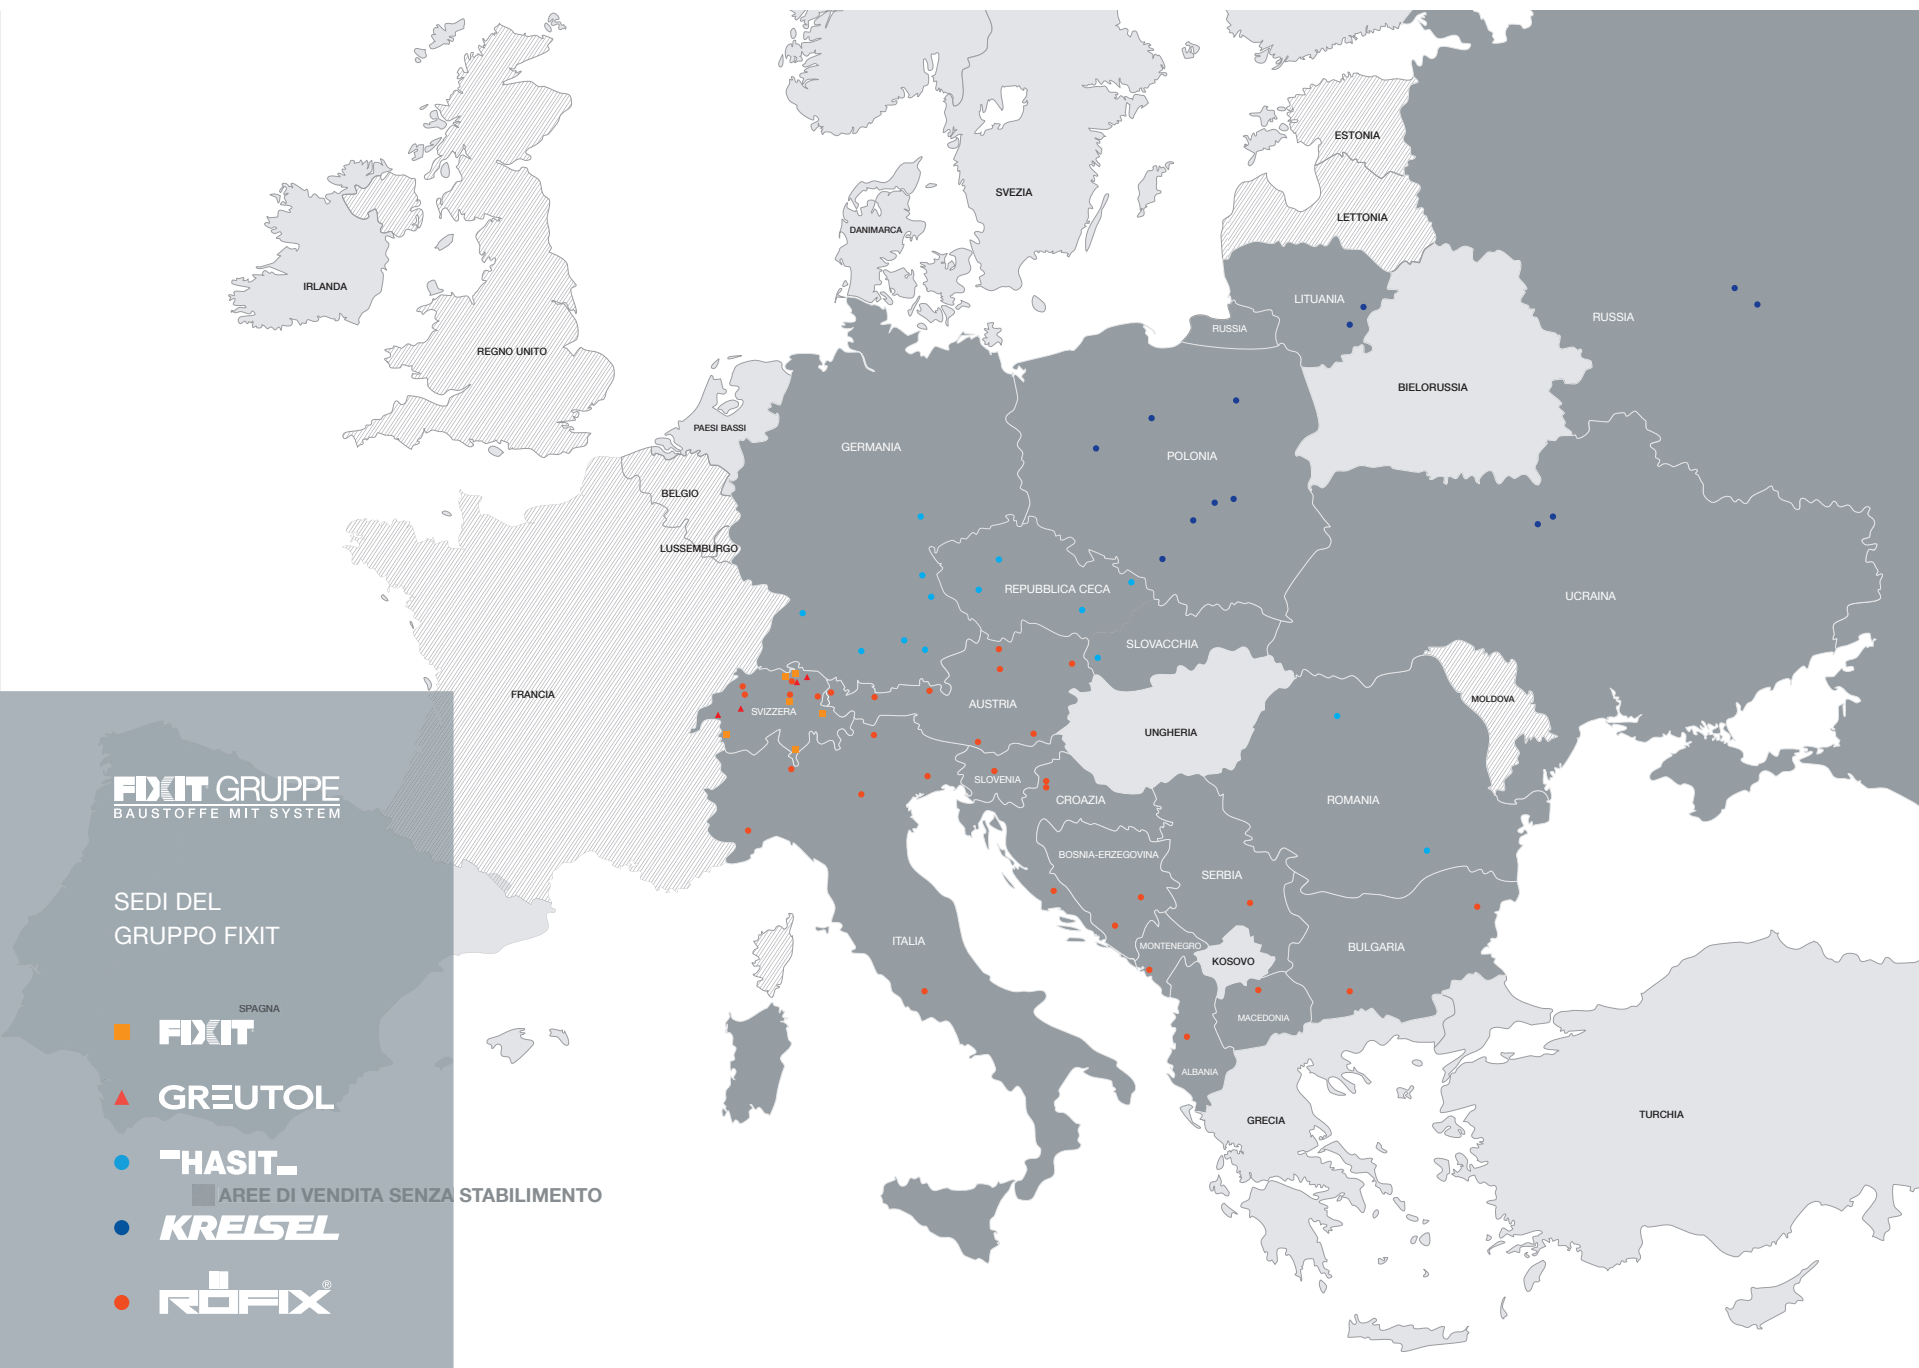 ESTONIA
SVEZIA
LETTONIA
DANIMARCA
IRLANDA
LITUANIA
RUSSIA
RUSSIA
REGNO UNITO
BIELORUSSIA
PAESI BASSI
GERMANIA
POLONIA
BELGIO
LUSSEMBURGO
REPUBBLICA CECA
UCRAINA
SLOVACCHIA
FRANCIA
MOLDOVA
AUSTRIA
SVIZZERA
UNGHERIA
SLOVENIA
CROAZIA
ROMANIA
BOSNIA-ERZEGOVINA
SERBIA
ITALIA
MONTENEGRO
BULGARIA
KOSOVO
MACEDONIA
ALBANIA
GRECIA
TURCHIA
FIXIT GRUPPE
BAUSTOFFE MIT SYSTEM
SEDI DEL
GRUPPO FIXIT
SPAGNA
FIXIT
GREUTOL
HASIT
AREE DI VENDITA SENZA STABILIMENTO
KREISEL
RÖFIX®